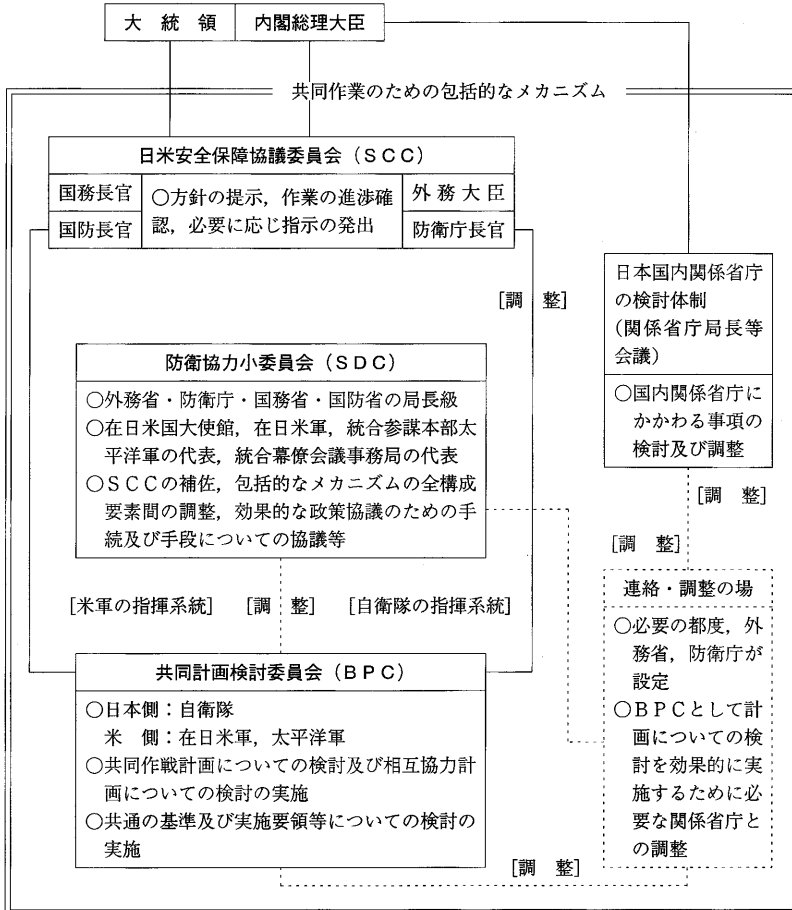 大統領
内閣総理大臣
共同作業のための包括的なメカニズム
日米安全保障協議委員会（ＳＣＣ）
国務長官
国防長官
○方針の提示，作業の進捗確
認，必要に応じ指示の発出
外務大臣
防衛庁長官
[調　整]
日本国内関係省庁
の検討体制
(関係省庁局長等
会議）
○国内関係省庁に
かかわる事項の
検討及び調整
防衛協力小委員会（ＳＤＣ）
○外務省・防衛庁・国務省・国防省の局長級
○在日米国大使館，在日米軍，統合参謀本部太
平洋軍の代表，統合幕僚会議事務局の代表
○ＳＣＣの補佐，包括的なメカニズムの全構成
要素間の調整，効果的な政策協議のための手
続及び手段についての協議等
[調　整]
[調　整]
[米軍の指揮系統]　[調　整]　[自衛隊の指揮系統]
連絡・調整の場
○必要の都度，外
務省，防衛庁が
設定
○ＢＰＣとして計
画についての検
討を効果的に実
施するために必
要な関係省庁と
の調整
共同計画検討委員会（ＢＰＣ）
○日本側：自衛隊
米　側：在日米軍，太平洋軍
○共同作戦計画についての検討及び相互協力計
画についての検討の実施
○共通の基準及び実施要領等についての検討の
実施
[調　整]